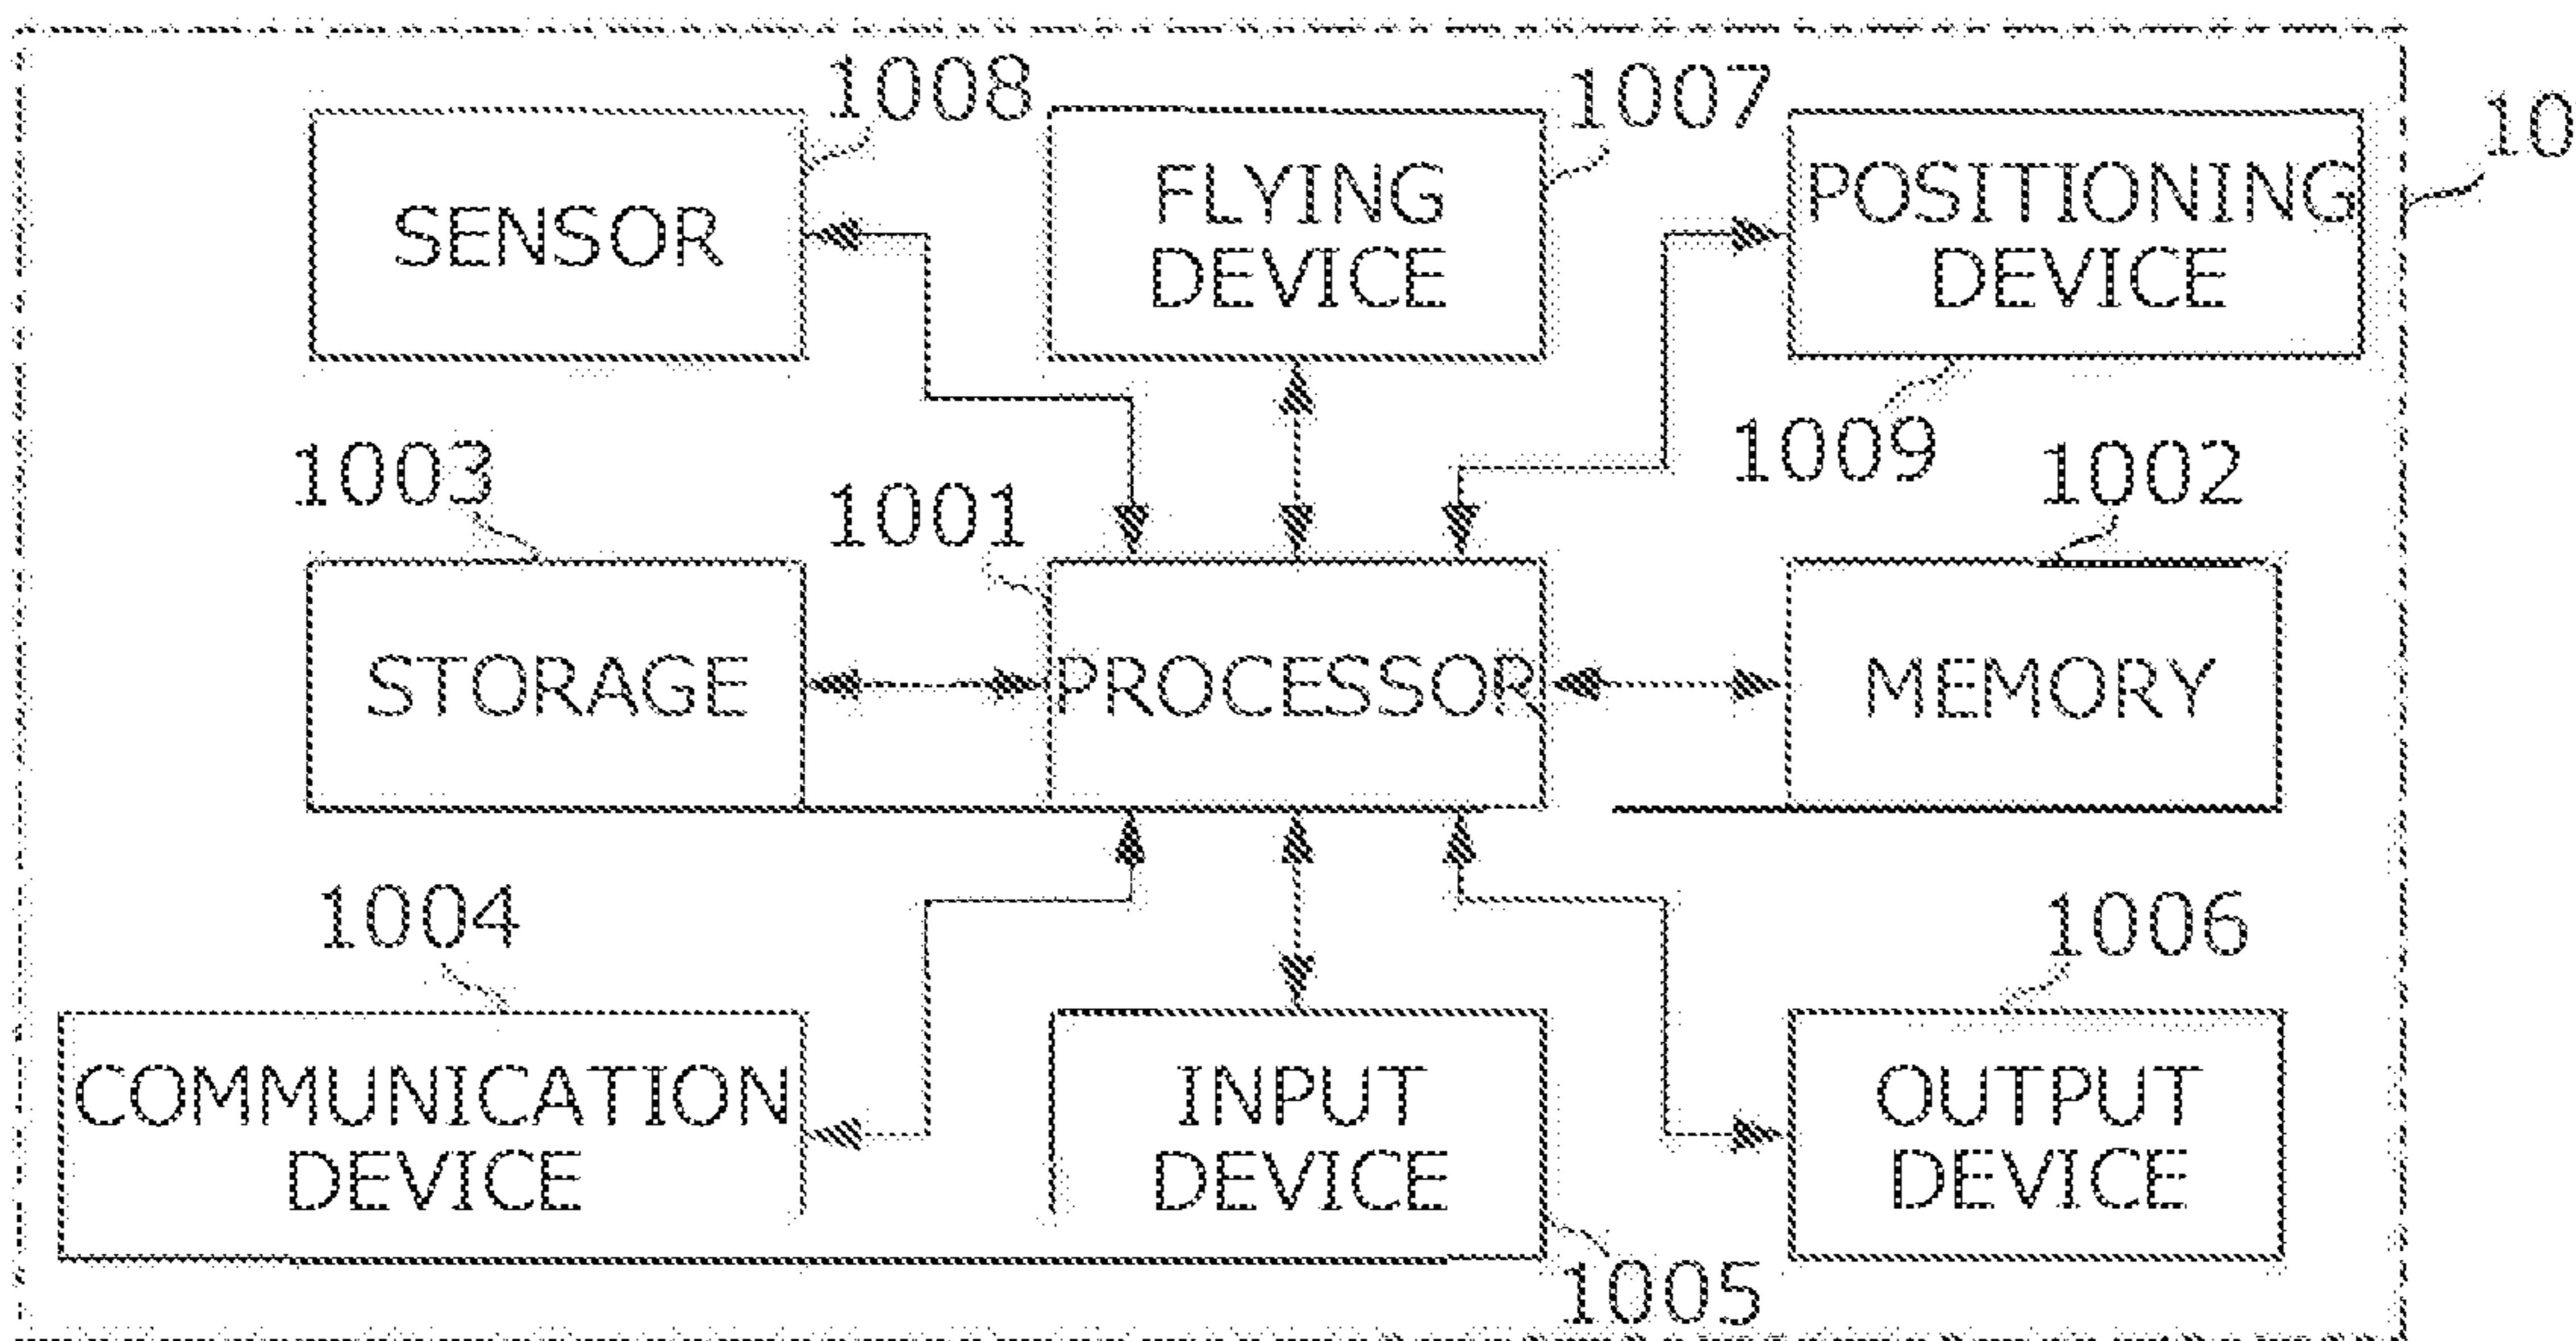 1008
1007
10
SENSOR
FLYING
DEVICE
POSITIONING
DEVICE
1009
1003
1001
1002
STORAGE
PROCESSOR
MEMORY
1004
1006
COMMUNICATION
DEVICE
INPUT
DEVICE
OUTPUT
DEVICE
1005